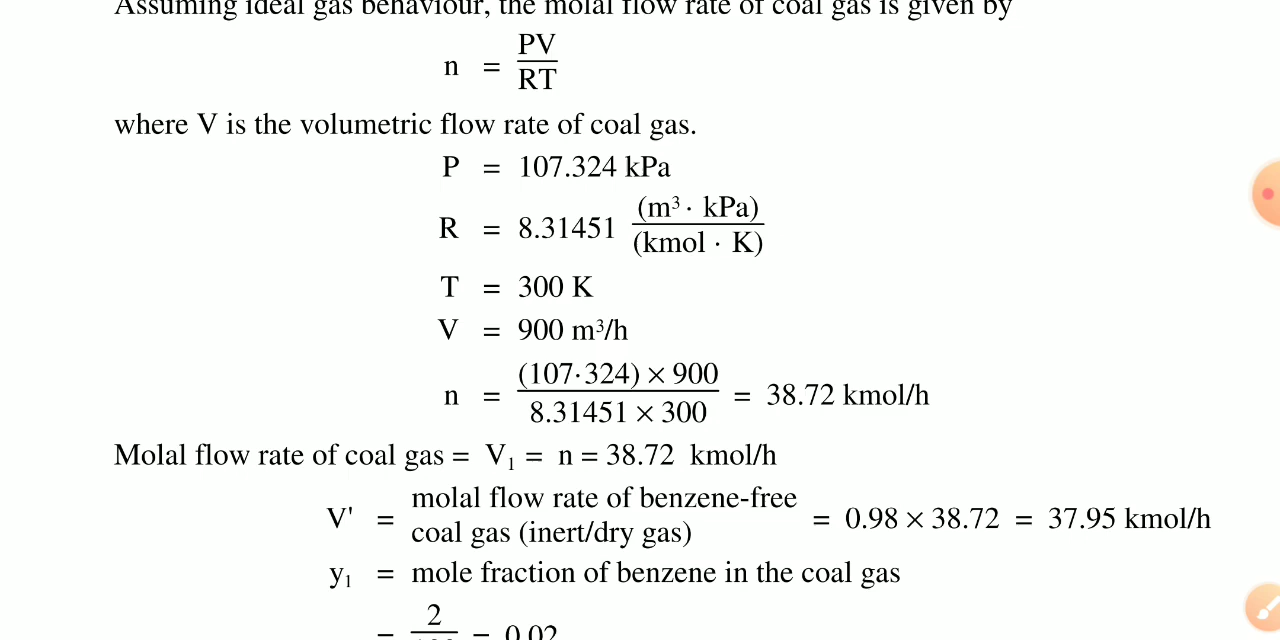 Assuming ideal gas behaviour, the molal flow rate of coal gas is given by
n = PV/RT
where V is the volumetric flow rate of coal gas.
P = 107.324 kPa
R = 8.31451 (m³ · kPa)/(kmol · K)
T = 300 K
V = 900 m³/h
n = (107·324) × 900/8.31451 × 300 = 38.72 kmol/h
Molal flow rate of coal gas = V₁ = n = 38.72 kmol/h
V' = molal flow rate of benzene-free coal gas (inert/dry gas) = 0.98 × 38.72 = 37.95 kmol/h
y₁ = mole fraction of benzene in the coal gas
= 2/ = 0.02